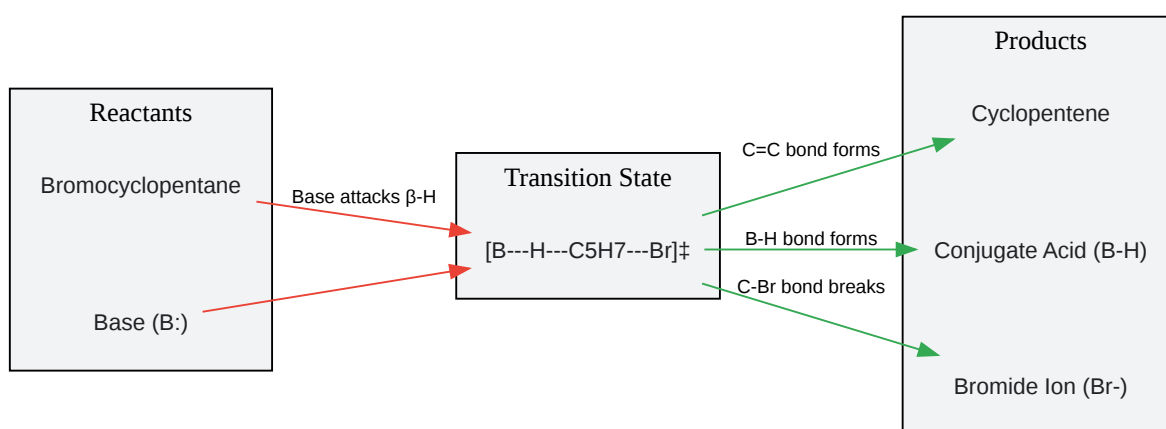 Reactants
Bromocyclopentane
Base (B:)
Base attacks β-H
Transition State
[B---H---C5H7---Br]‡
C=C bond forms
B-H bond forms
C-Br bond breaks
Products
Cyclopentene
Conjugate Acid (B-H)
Bromide Ion (Br-)